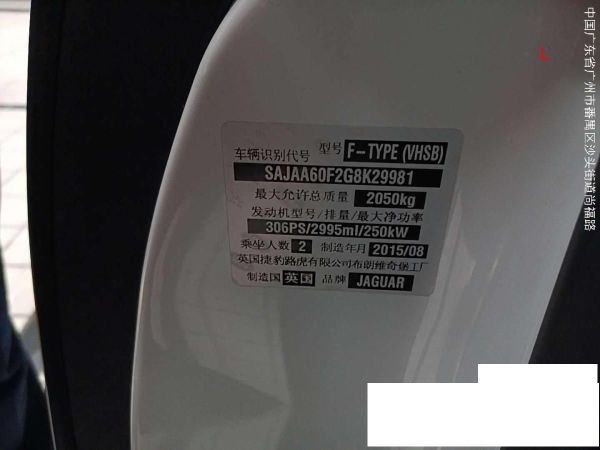 车辆识别代号 型号 F-TYPE (VHSB)
SAJAA60F2G8K29981
最大允许总质量 2050kg
发动机型号/排量/最大净功率
306PS/2995ml/250kW
乘坐人数 2 制造年月 2015/08
英国捷豹路虎有限公司布朗维奇堡工厂
制造国 英国 品牌 JAGUAR
中国广东省广州市番禺区沙头街道尚福路
L